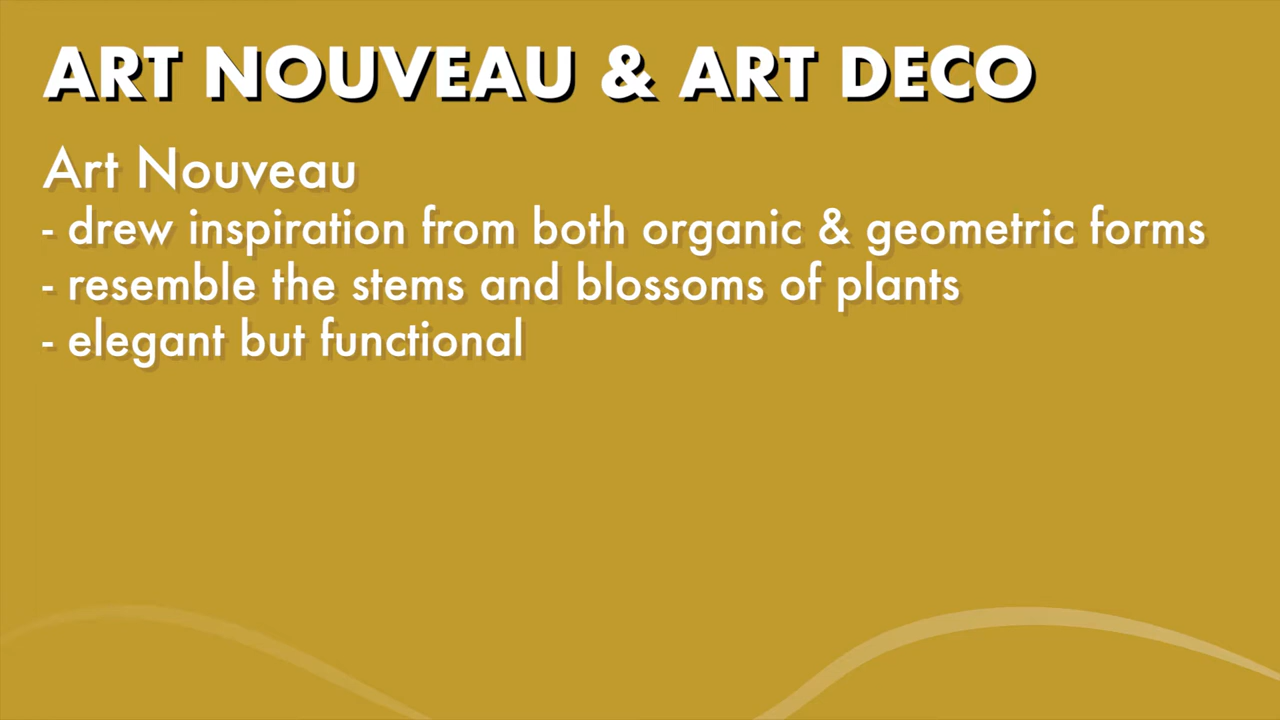 ART NOUVEAU & ART DECO
Art Nouveau
- drew inspiration from both organic & geometric forms
- resemble the stems and blossoms of plants
- elegant but functional